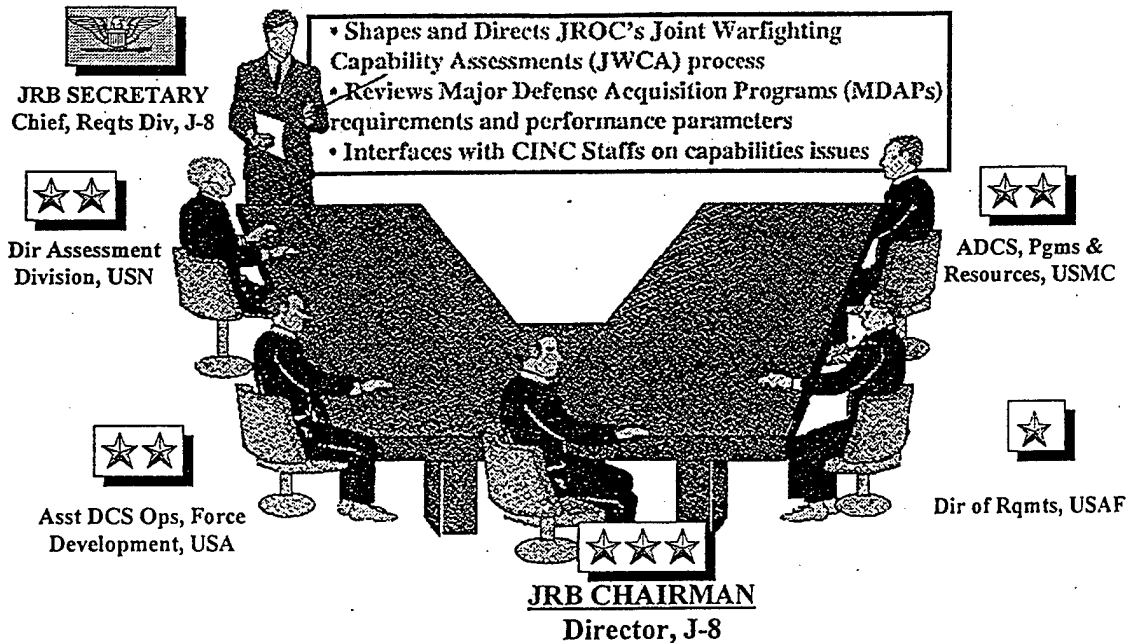 • Shapes and Directs JROC's Joint Warfighting
Capability Assessments (JWCA) process
• Reviews Major Defense Acquisition Programs (MDAPs)
requirements and performance parameters
• Interfaces with CINC Staffs on capabilities issues
JRB SECRETARY
Chief, Reqts Div, J-8
Dir Assessment
Division, USN
ADCS, Pgms &
Resources, USMC
Asst DCS Ops, Force
Development, USA
Dir of Rqmts, USAF
JRB CHAIRMAN
Director, J-8